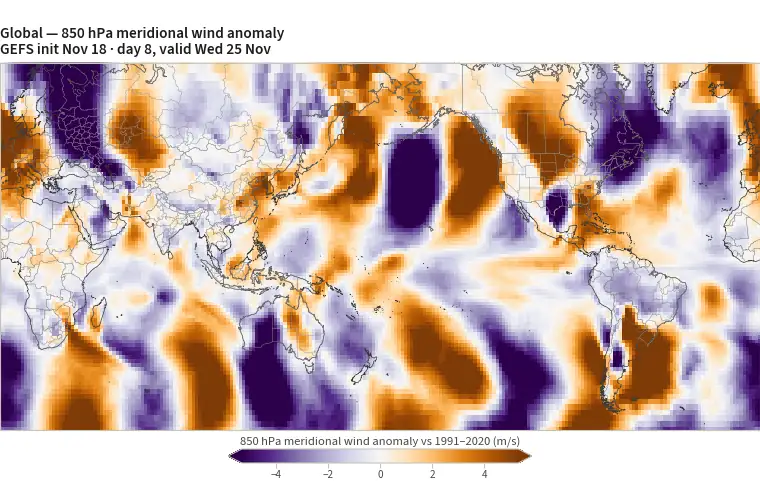 Global — 850 hPa meridional wind anomaly
GEFS init Nov 18 · day 8, valid Wed 25 Nov
850 hPa meridional wind anomaly vs 1991–2020 (m/s)
−4 −2 0 2 4